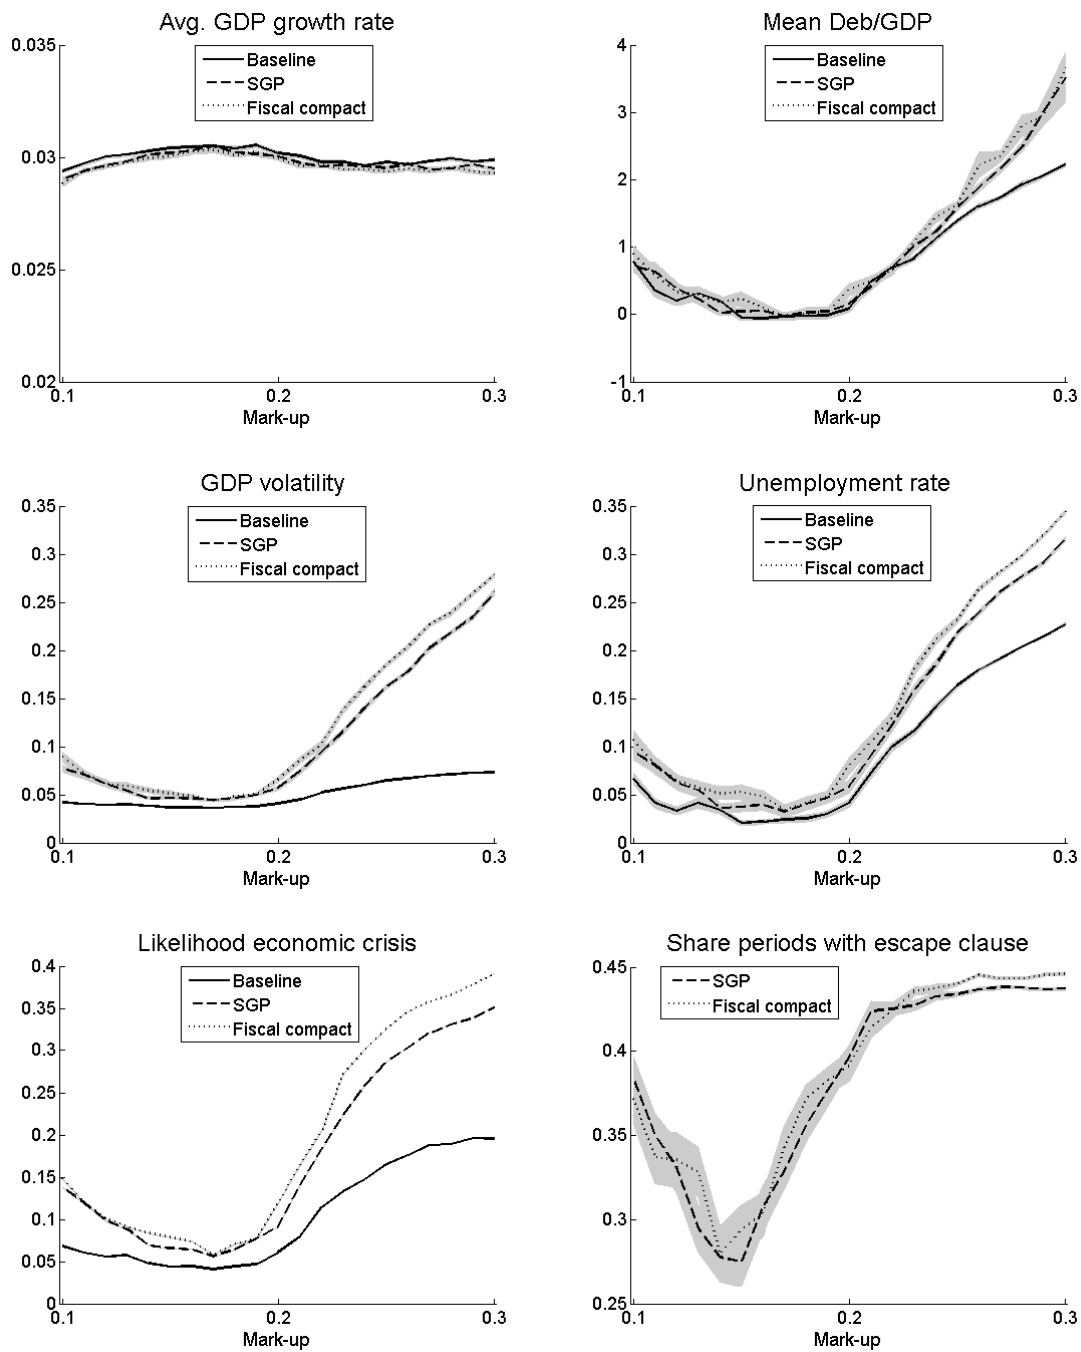 Avg. GDP growth rate
0.035
0.03
0.025
0.02
Baseline
SGP
Fiscal compact
0.1
0.2
0.3
Mark-up
Mean Deb/GDP
4
3
2
1
0
-1
Baseline
SGP
Fiscal compact
0.1
0.2
0.3
Mark-up
GDP volatility
0.35
0.3
0.25
0.2
0.15
0.1
0.05
0
Baseline
SGP
Fiscal compact
0.1
0.2
0.3
Mark-up
Unemployment rate
0.35
0.3
0.25
0.2
0.15
0.1
0.05
0
Baseline
SGP
Fiscal compact
0.1
0.2
0.3
Mark-up
Likelihood economic crisis
0.4
0.35
0.3
0.25
0.2
0.15
0.1
0.05
0
Baseline
SGP
Fiscal compact
0.1
0.2
0.3
Mark-up
Share periods with escape clause
0.45
0.4
0.35
0.3
0.25
SGP
Fiscal compact
0.1
0.2
0.3
Mark-up